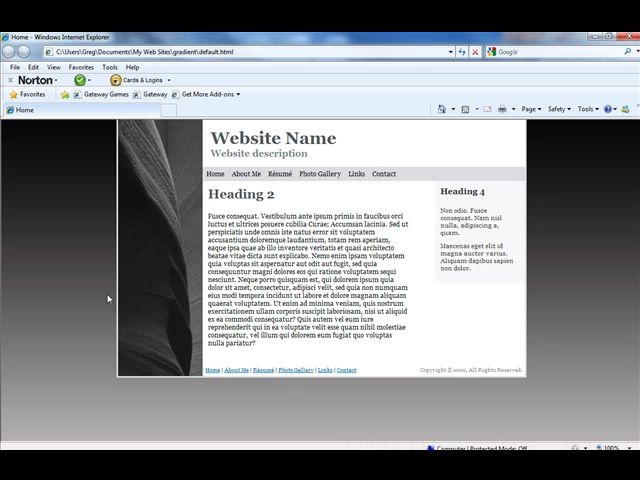 Home - Windows Internet Explorer
C:\Users\Greg\Documents\My Web Sites\gradient\default.html
Google
File Edit View Favorites Tools Help
x Norton Cards & Logins
Favorites Gateway Games Gateway Get More Add-ons
Home
Page Safety Tools
Website Name
Website description
Home About Me Résumé Photo Gallery Links Contact
Heading 2
Fusce consequat. Vestibulum ante ipsum primis in faucibus orci
luctus et ultrices posuere cubilia Curae; Accumsan lacinia. Sed ut
perspiciatis unde omnis iste natus error sit voluptatem
accusantium doloremque laudantium, totam rem aperiam,
eaque ipsa quae ab illo inventore veritatis et quasi architecto
beatae vitae dicta sunt explicabo. Nemo enim ipsam voluptatem
quia voluptas sit aspernatur aut odit aut fugit, sed quia
consequuntur magni dolores eos qui ratione voluptatem sequi
nesciunt. Neque porro quisquam est, qui dolorem ipsum quia
dolor sit amet, consectetur, adipisci velit, sed quia non numquam
eius modi tempora incidunt ut labore et dolore magnam aliquam
quaerat voluptatem. Ut enim ad minima veniam, quis nostrum
exercitationem ullam corporis suscipit laboriosam, nisi ut aliquid
ex ea commodi consequatur? Quis autem vel eum iure
reprehenderit qui in ea voluptate velit esse quam nihil molestiae
consequatur, vel illum qui dolorem eum fugiat quo voluptas
nulla pariatur?
Heading 4
Non odio. Fusce
consequat. Nam nisl
nulla, adipiscing a,
quam.
Maecenas eget elit id
magna auctor varius.
Aliquam dapibus sapien
non dolor.
Home | About Me | Résumé | Photo Gallery | Links | Contact
Copyright © 0000. All Rights Reserved.
Computer | Protected Mode: Off
100%